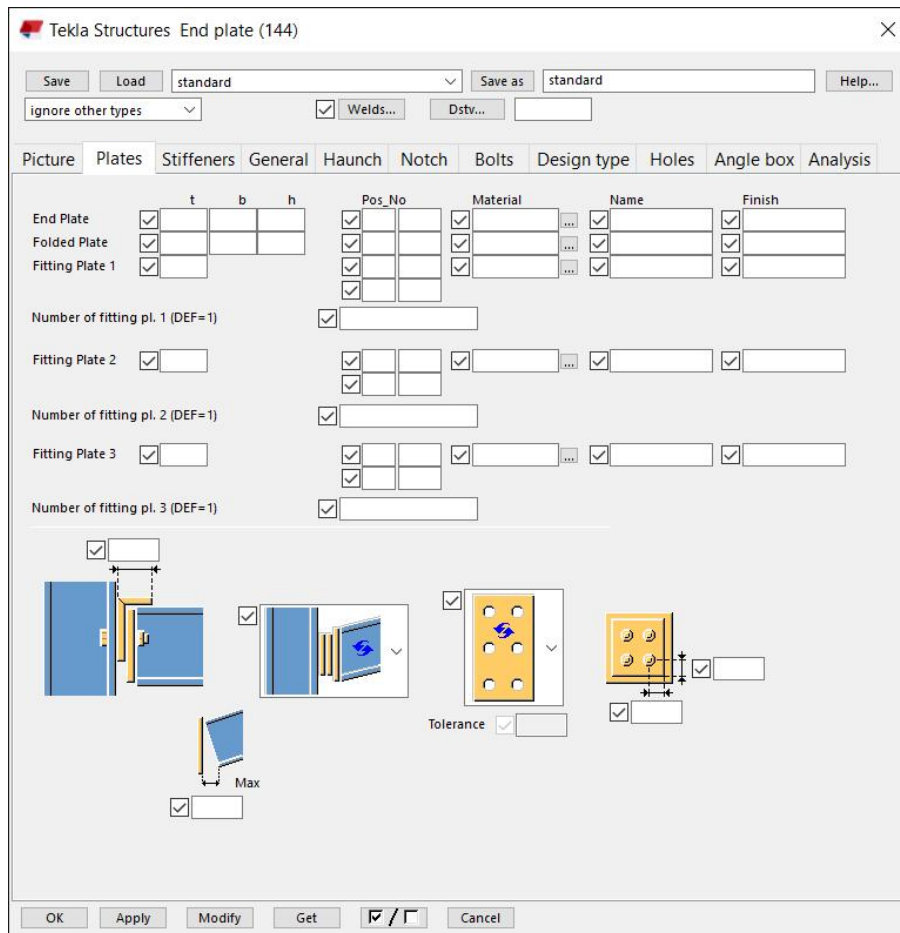 Tekla Structures End plate (144)
Save Load standard Save as standard Help...
ignore other types Welds... Dstv...
Picture Plates Stiffeners General Haunch Notch Bolts Design type Holes Angle box Analysis
t b h Pos_No Material Name Finish
End Plate ...
Folded Plate ...
Fitting Plate 1 ...
Number of fitting pl. 1 (DEF=1)
Fitting Plate 2 ...
Number of fitting pl. 2 (DEF=1)
Fitting Plate 3 ...
Number of fitting pl. 3 (DEF=1)
Tolerance
Max
OK Apply Modify Get / Cancel